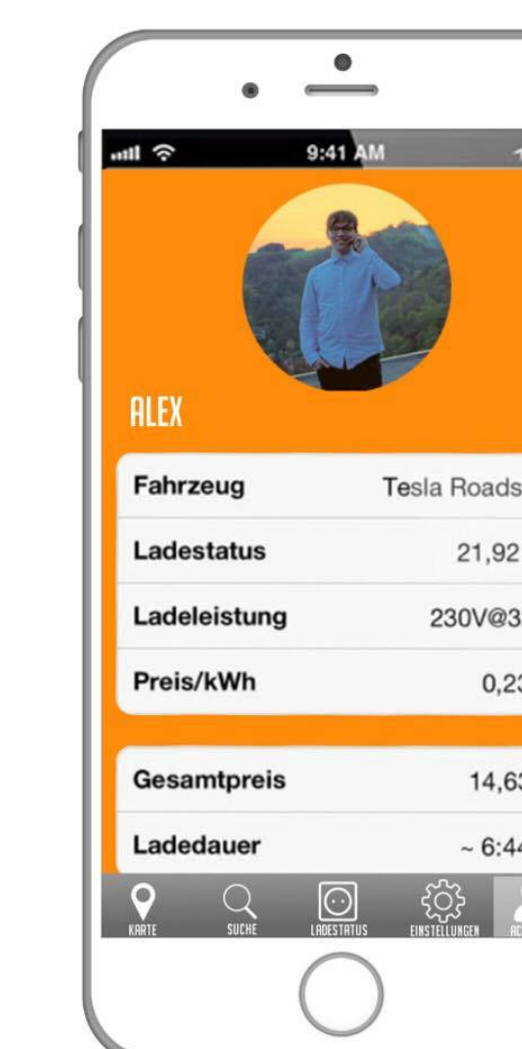 9:41 AM
ALEX
Fahrzeug Tesla Roads
Ladestatus 21,92
Ladeleistung 230V@3
Preis/kWh 0,23
Gesamtpreis 14,63
Ladedauer ~ 6:44
KARTE SUCHE LADESTATUS EINSTELLUNGEN AC